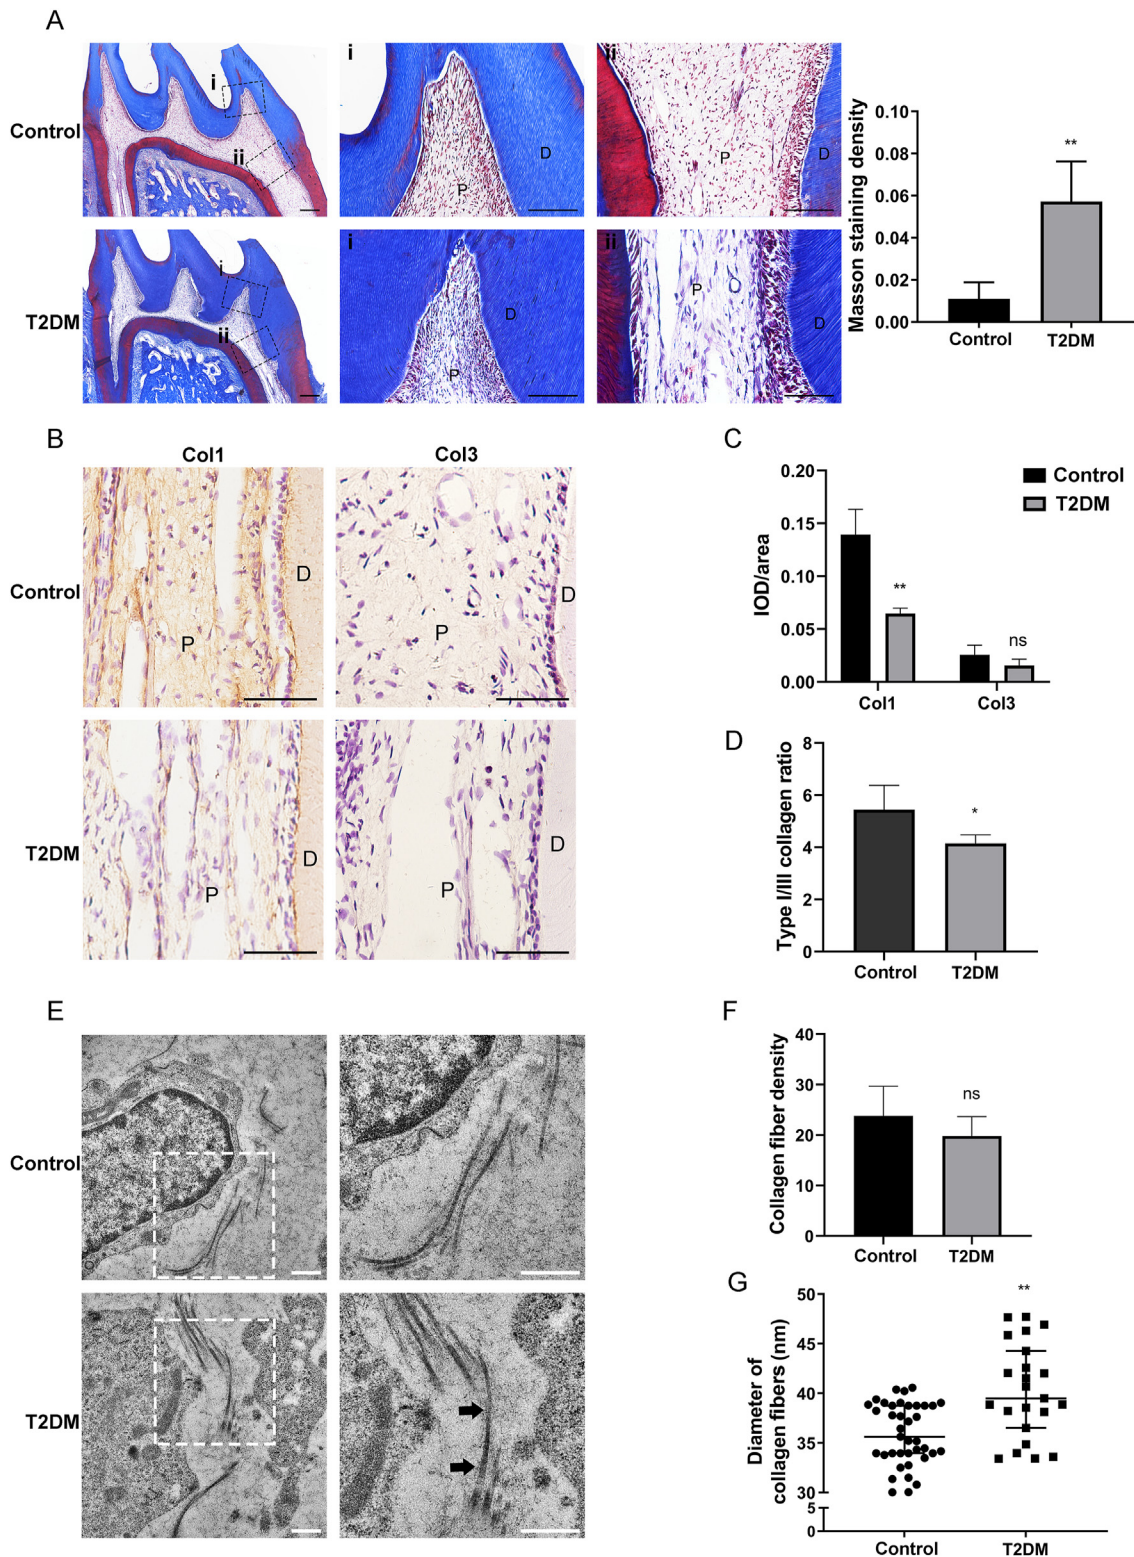 A
i
ii
Control
i
P
D
ii
P
D
T2DM
i
ii
i
P
D
ii
P
D
Masson staining density
0.10
0.08
0.06
0.04
0.02
0.00
**
Control
T2DM
B
Col1
Col3
Control
P
D
P
D
T2DM
P
D
P
D
C
IOD/area
0.20
0.15
0.10
0.05
0.00
**
ns
Col1
Col3
Control
T2DM
D
Type I/III collagen ratio
8
6
4
2
0
*
Control
T2DM
E
Control
T2DM
F
Collagen fiber density
40
30
20
10
0
ns
Control
T2DM
G
Diameter of
collagen fibers (nm)
50
45
40
35
30
5
0
**
Control
T2DM